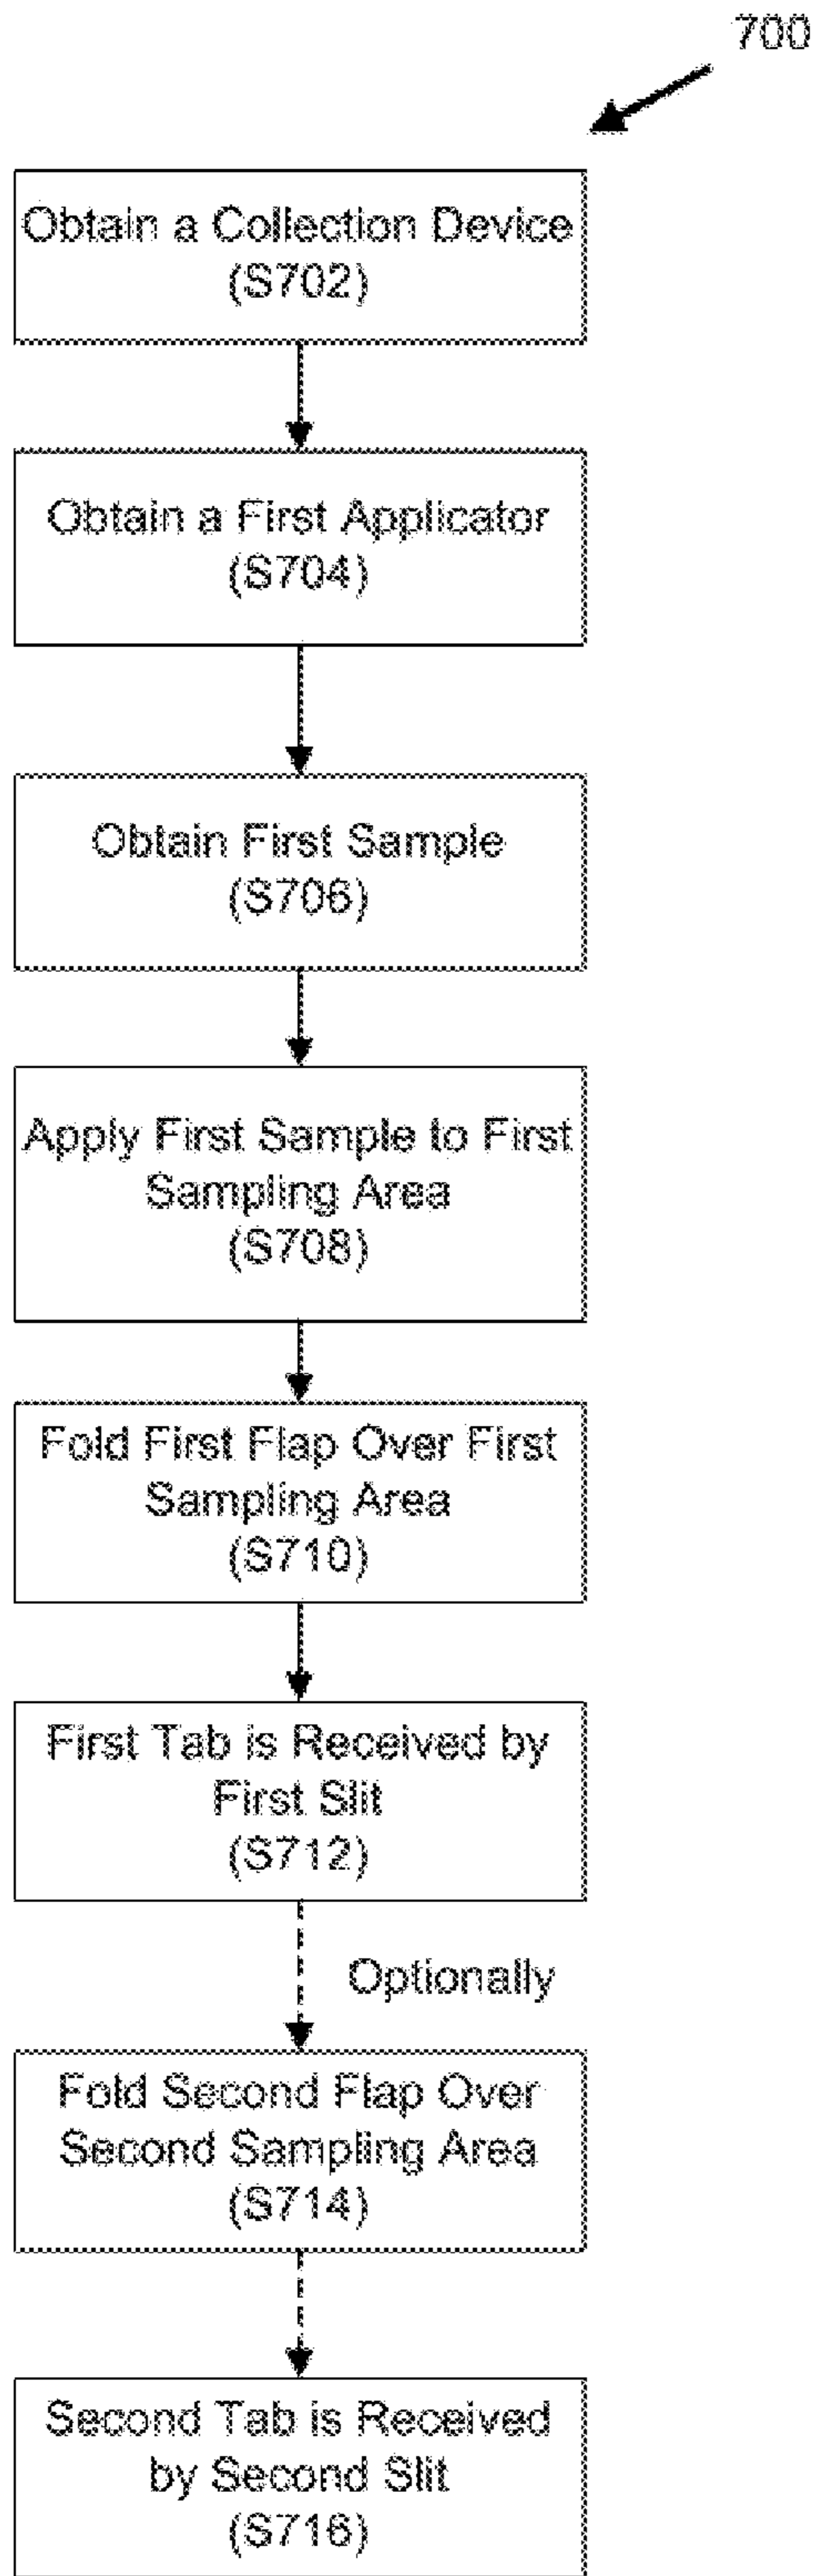 700
Obtain a Collection Device
(S702)
Obtain a First Applicator
(S704)
Obtain First Sample
(S706)
Apply First Sample to First
Sampling Area
(S708)
Fold First Flap Over First
Sampling Area
(S710)
First Tab is Received by
First Slit
(S712)
Optionally
Fold Second Flap Over
Second Sampling Area
(S714)
Second Tab is Received
by Second Slit
(S716)